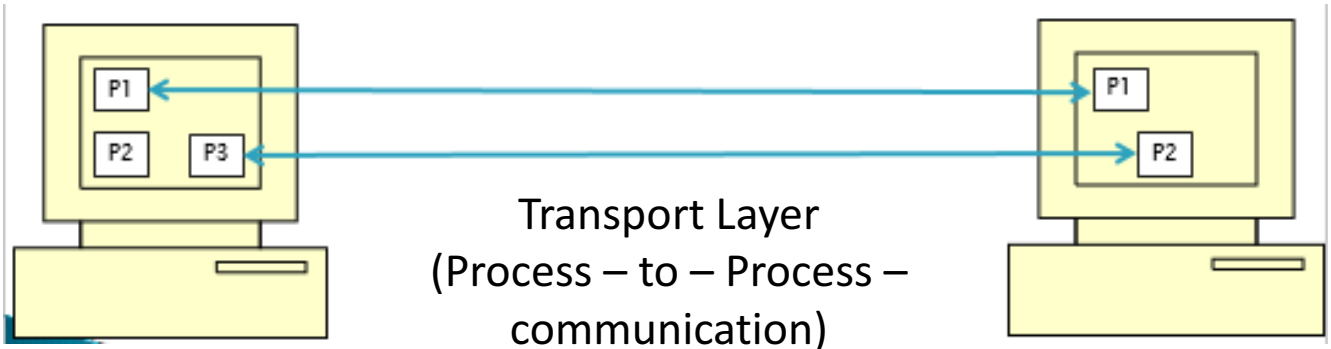 P1
P1
P2
P3
P2
Transport Layer
(Process – to – Process –
communication)